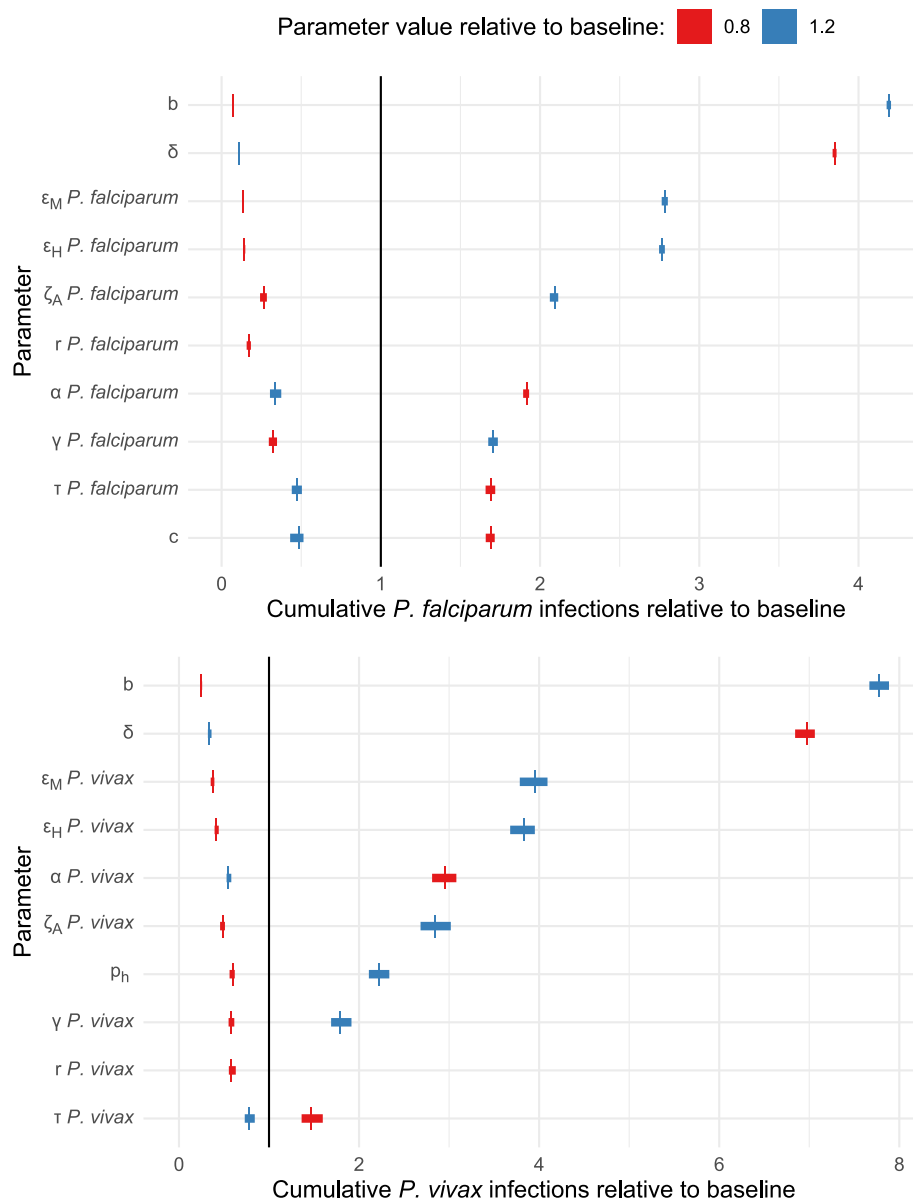 Parameter value relative to baseline: 0.8 1.2
Parameter
b
δ
εM P. falciparum
εH P. falciparum
ζA P. falciparum
r P. falciparum
α P. falciparum
γ P. falciparum
τ P. falciparum
c
0 1 2 3 4
Cumulative P. falciparum infections relative to baseline
Parameter
b
δ
εM P. vivax
εH P. vivax
α P. vivax
ζA P. vivax
ph
γ P. vivax
r P. vivax
τ P. vivax
0 2 4 6 8
Cumulative P. vivax infections relative to baseline